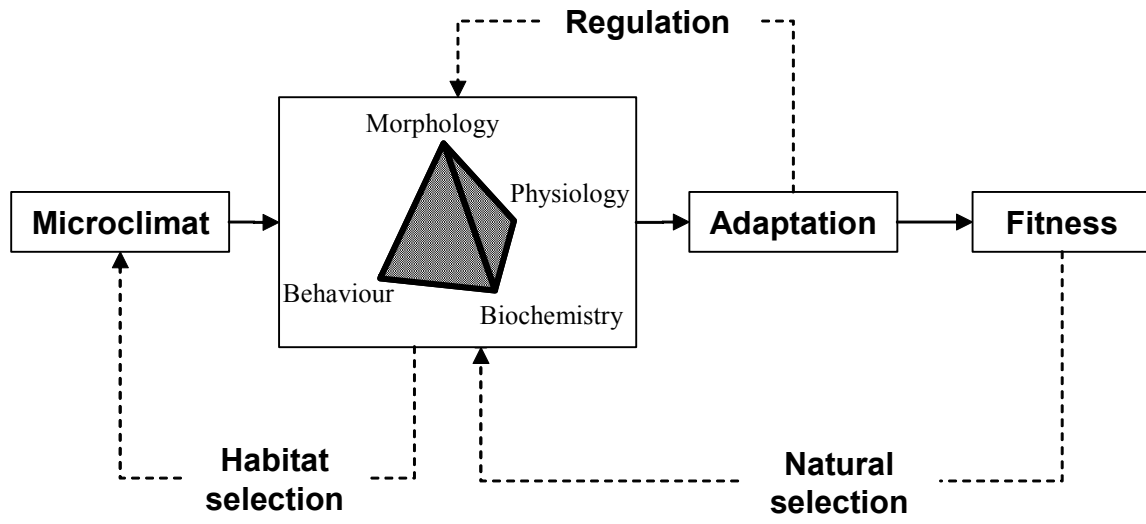 Regulation
Morphology
Physiology
Microclimat
Adaptation
Fitness
Behaviour
Biochemistry
Habitat
selection
Natural
selection